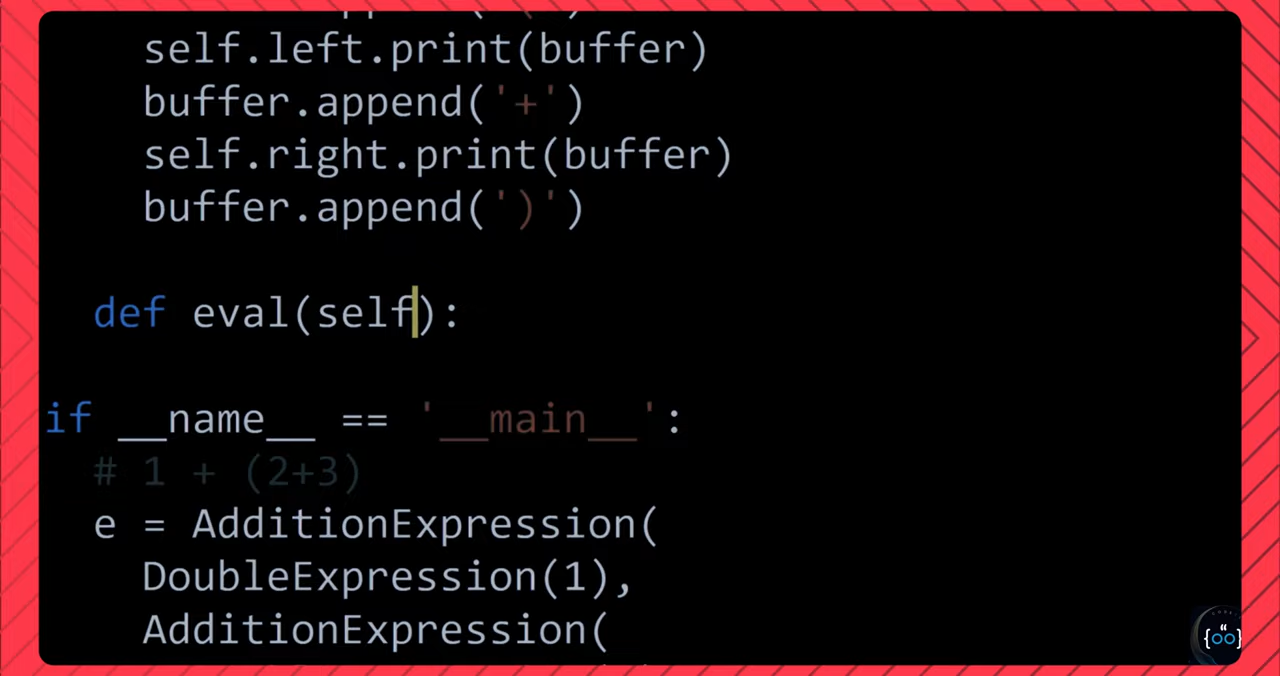 self.left.print(buffer)
buffer.append('+')
self.right.print(buffer)
buffer.append(')')
def eval(self):
if __name__ == '__main__':
# 1 + (2+3)
e = AdditionExpression(
DoubleExpression(1),
AdditionExpression(